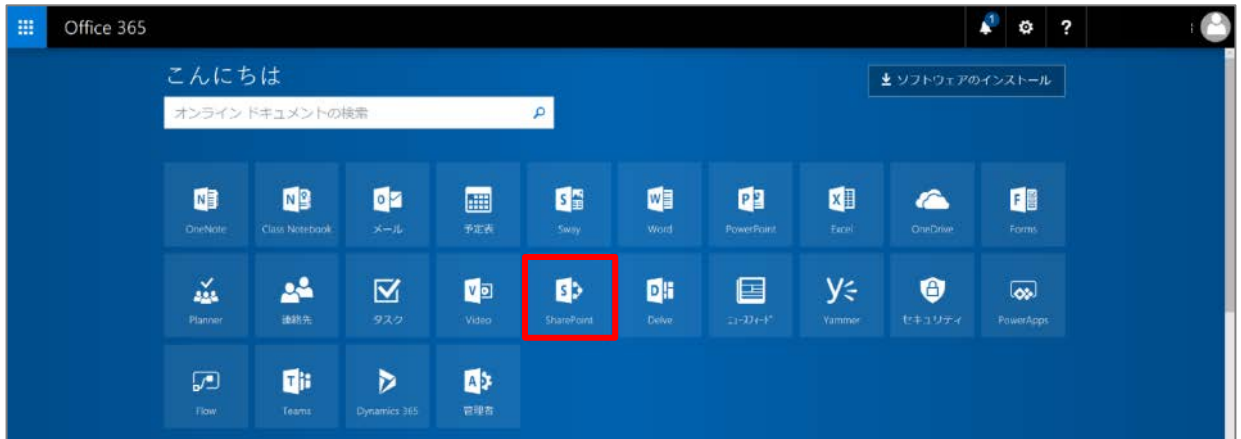 Office 365
1
?
こんにちは
ソフトウェアのインストール
オンライン ドキュメントの検索
OneNote
Class Notebook
メール
予定表
Sway
Word
PowerPoint
Excel
OneDrive
Forms
Planner
連絡先
タスク
Video
SharePoint
Delve
ニュースフィード
Yammer
セキュリティ
PowerApps
Flow
Teams
Dynamics 365
管理者